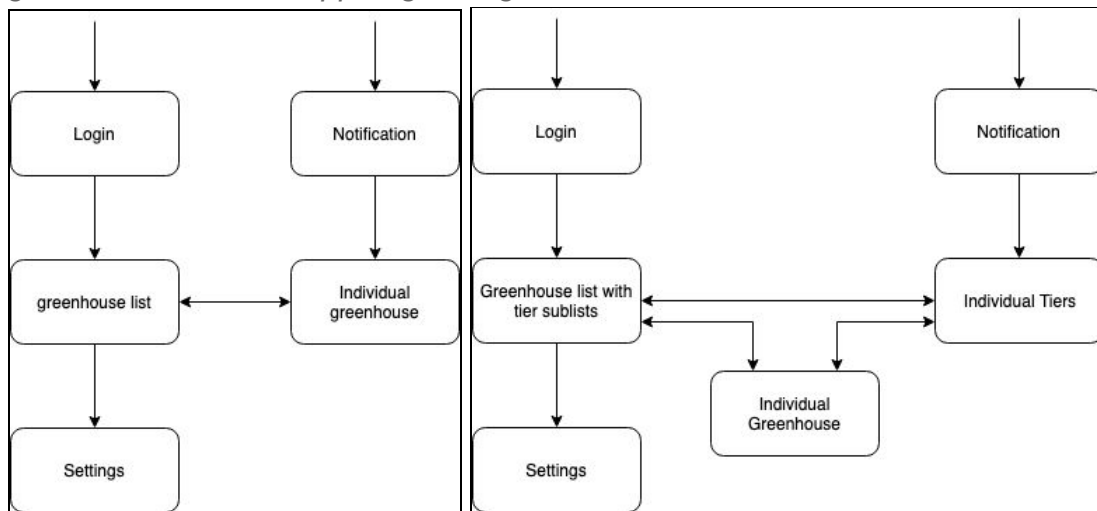 Login
Notification
greenhouse list
Individual
greenhouse
Settings
Login
Notification
Greenhouse list with
tier sublists
Individual Tiers
Individual
Greenhouse
Settings